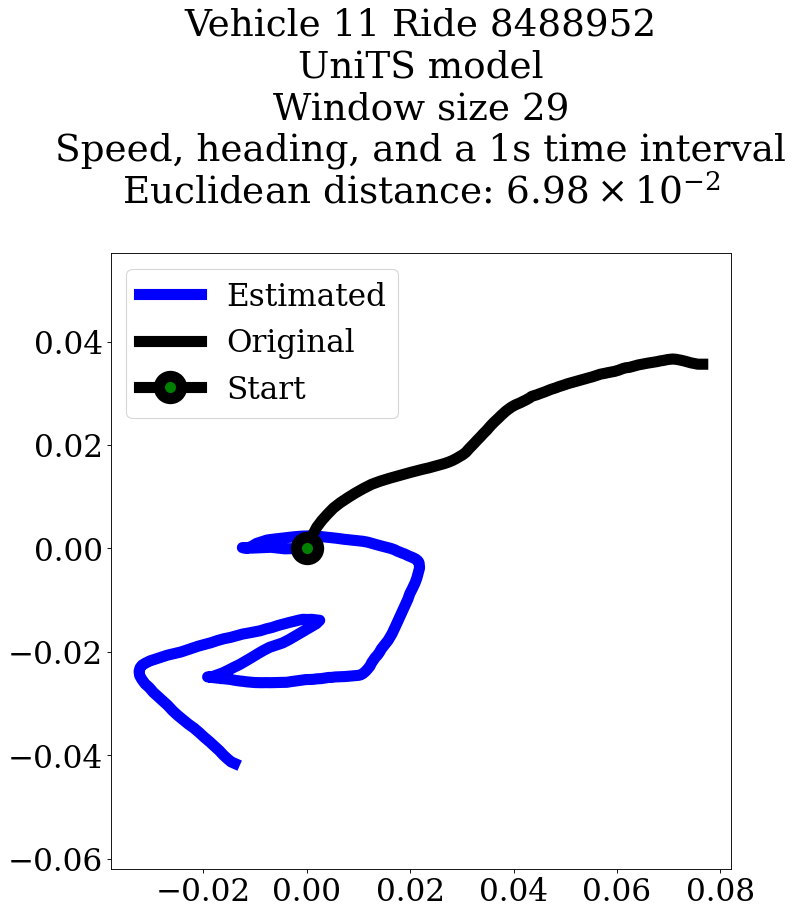 Vehicle 11 Ride 8488952
UniTS model
Window size 29
Speed, heading, and a 1s time interval
Euclidean distance: 6.98 × 10⁻²
Estimated
Original
Start
0.04
0.02
0.00
−0.02
−0.04
−0.06
−0.02 0.00 0.02 0.04 0.06 0.08